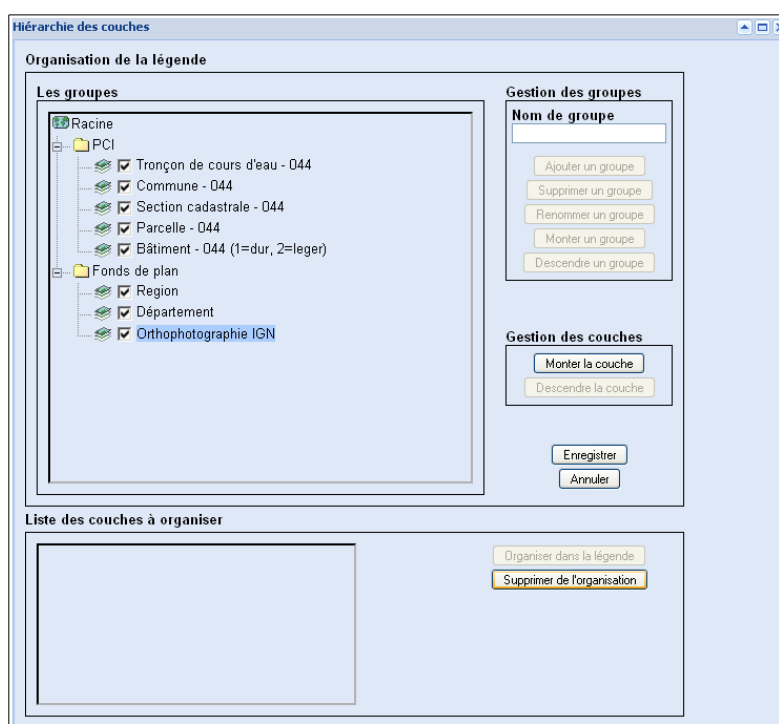 Hiérarchie des couches
Organisation de la légende
Les groupes
Racine
PCI
Tronçon de cours d'eau - 044
Commune - 044
Section cadastrale - 044
Parcelle - 044
Bâtiment - 044 (1=dur, 2=leger)
Fonds de plan
Region
Département
Orthophotographie IGN
Gestion des groupes
Nom de groupe
Ajouter un groupe
Supprimer un groupe
Renommer un groupe
Monter un groupe
Descendre un groupe
Gestion des couches
Monter la couche
Descendre la couche
Enregistrer
Annuler
Liste des couches à organiser
Organiser dans la légende
Supprimer de l'organisation